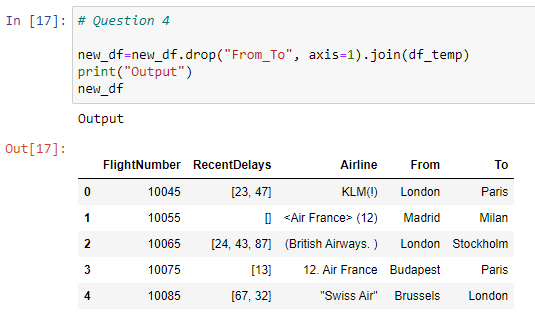 In [17]: # Question 4
new_df=new_df.drop("From_To", axis=1).join(df_temp)
print("Output")
new_df
Output
Out[17]:
FlightNumber RecentDelays Airline From To
0 10045 [23, 47] KLM(!) London Paris
1 10055 [] <Air France> (12) Madrid Milan
2 10065 [24, 43, 87] (British Airways. ) London Stockholm
3 10075 [13] 12. Air France Budapest Paris
4 10085 [67, 32] "Swiss Air" Brussels London